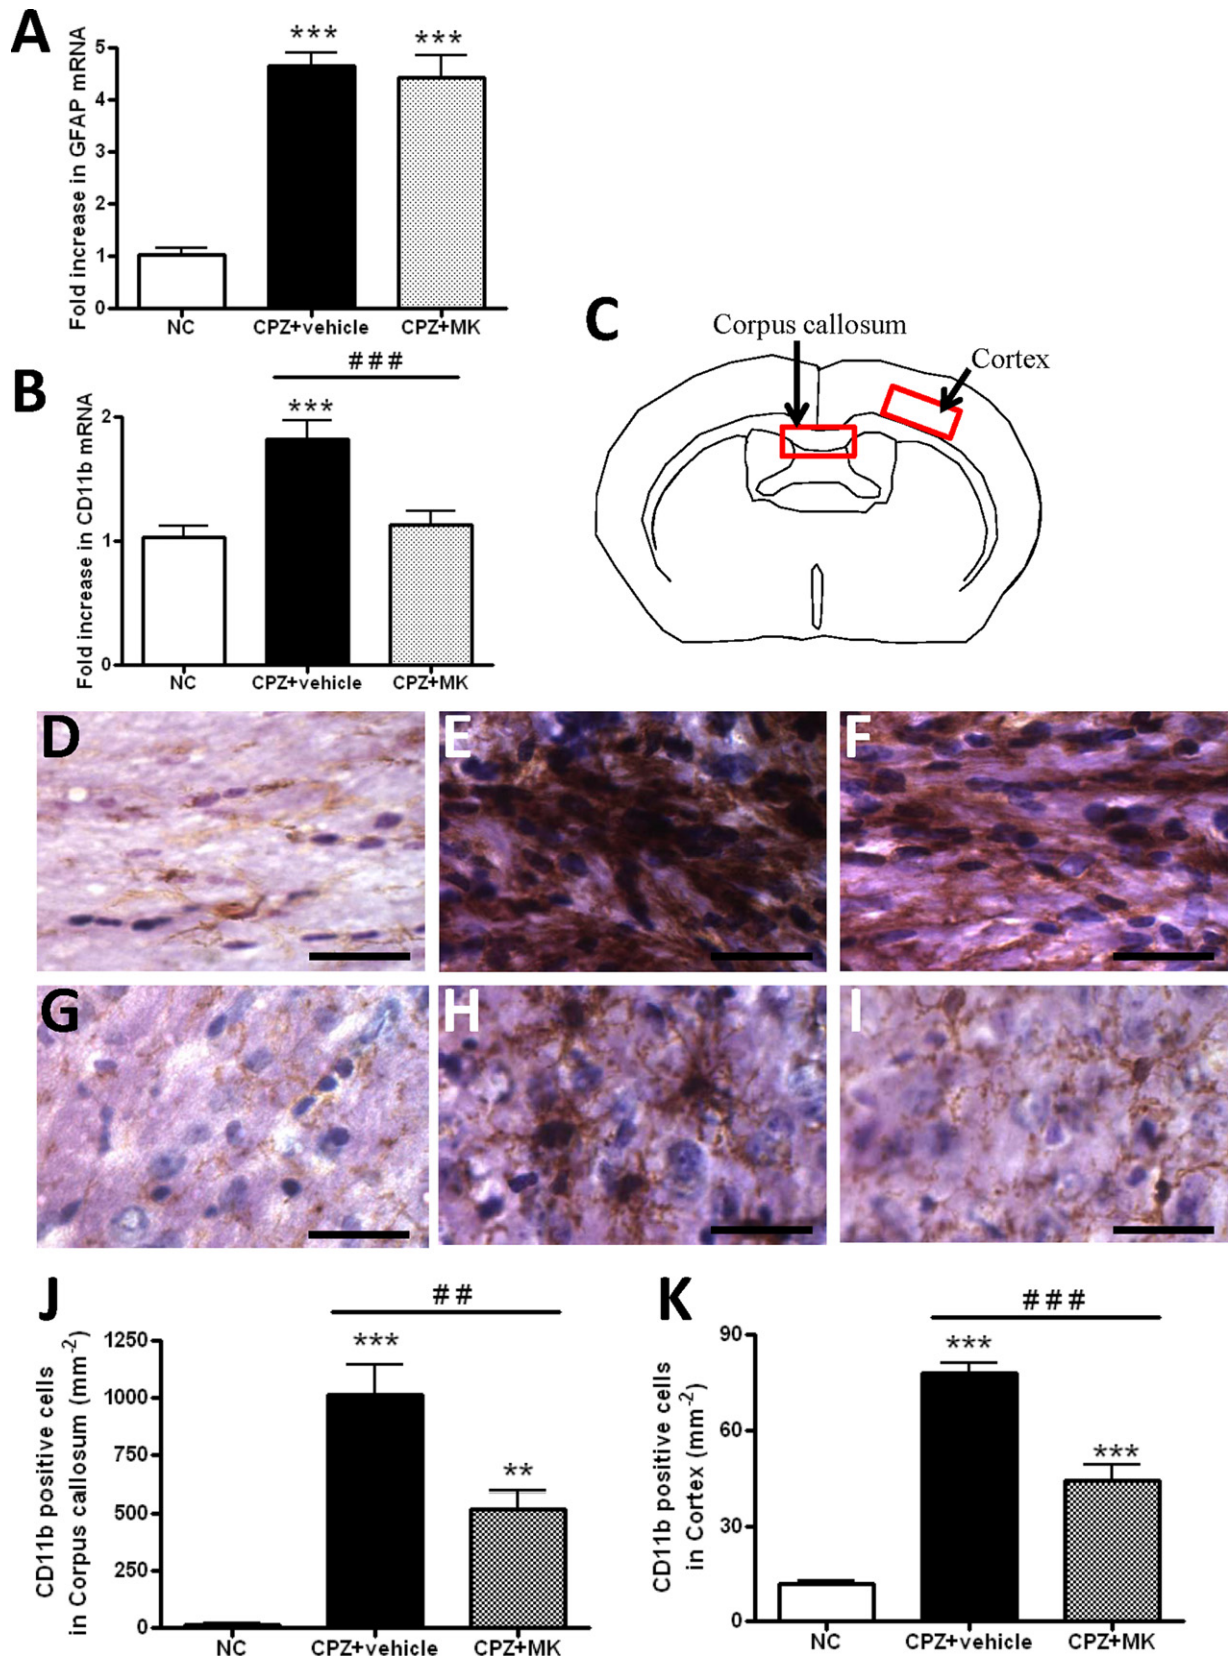 A
***
***
5
4
3
2
1
0
Fold increase in GFAP mRNA
NC
CPZ+vehicle
CPZ+MK
B
###
***
2
1
0
Fold increase in CD11b mRNA
NC
CPZ+vehicle
CPZ+MK
C
Corpus callosum
Cortex
D
E
F
G
H
I
J
##
***
**
1250
1000
750
500
250
0
CD11b positive cells
in Corpus callosum (mm⁻²)
NC
CPZ+vehicle
CPZ+MK
K
###
***
***
90
60
30
0
CD11b positive cells
in Cortex (mm⁻²)
NC
CPZ+vehicle
CPZ+MK